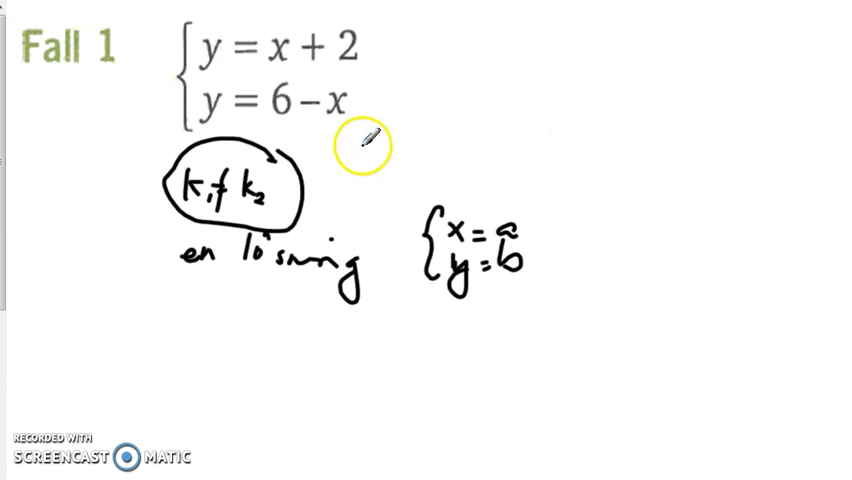 Fall 1
y = x + 2
y = 6 – x
k₁ ≠ k₂
en lösning
x = a
y = b
RECORDED WITH
SCREENCAST MATIC